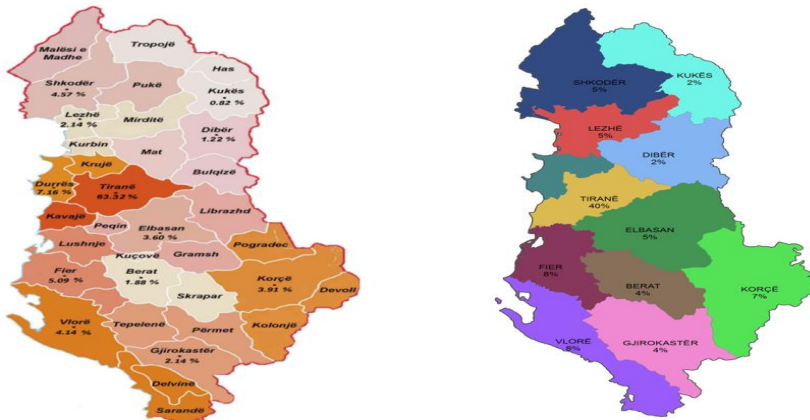 Malësi e
Madhe
Tropojë
Has
Shkodër
4.57 %
Pukë
Kukës
0.82 %
Lezhë
2.14 %
Mirditë
Dibër
1.22 %
Kurbin
Mat
Krujë
Bulqizë
Durrës
7.16 %
Tiranë
63.32 %
Librazhd
Kavajë
Peqin
Elbasan
3.60 %
Lushnje
Pogradec
Kuçovë
Gramsh
Fier
5.09 %
Berat
1.88 %
Korçë
3.91 %
Devoll
Skrapar
Vlorë
4.14 %
Tepelenë
Përmet
Kolonjë
Gjirokastër
2.14 %
Delvinë
Sarandë
SHKODËR
5%
KUKËS
2%
LEZHË
5%
DIBËR
2%
TIRANË
40%
ELBASAN
5%
FIER
8%
BERAT
4%
KORÇË
7%
VLORË
8%
GJIROKASTËR
4%